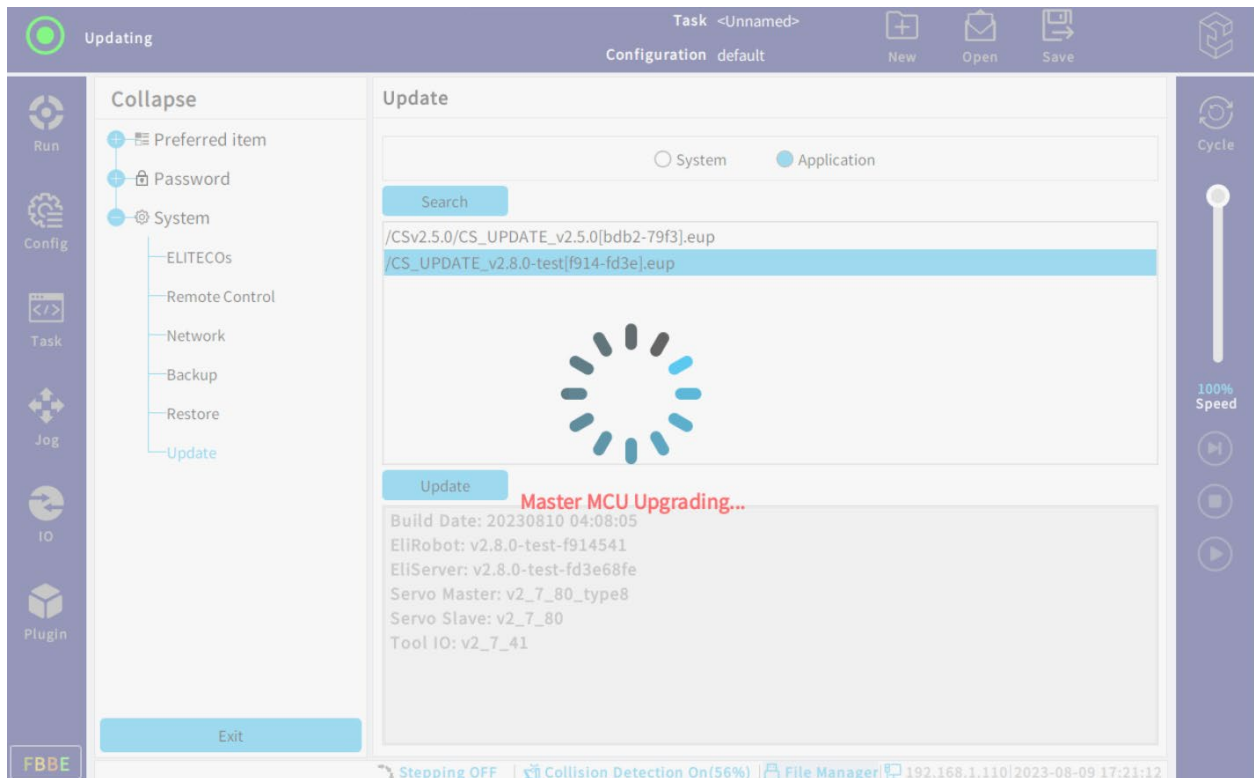 Updating
Task <Unnamed>
Configuration default
New
Open
Save
Run
Config
Task
Jog
IO
Plugin
FBBE
Collapse
Preferred item
Password
System
ELITECOs
Remote Control
Network
Backup
Restore
Update
Exit
Update
System
Application
Search
/CSv2.5.0/CS_UPDATE_v2.5.0[bdb2-79f3].eup
/CS_UPDATE_v2.8.0-test[f914-fd3e].eup
Update
Master MCU Upgrading...
Build Date: 20230810 04:08:05
EliRobot: v2.8.0-test-f914541
EliServer: v2.8.0-test-fd3e68fe
Servo Master: v2_7_80_type8
Servo Slave: v2_7_80
Tool IO: v2_7_41
Cycle
100%
Speed
Stepping OFF | Collision Detection On(56%) | File Manager| 192.168.1.110|2023-08-09 17:21:12